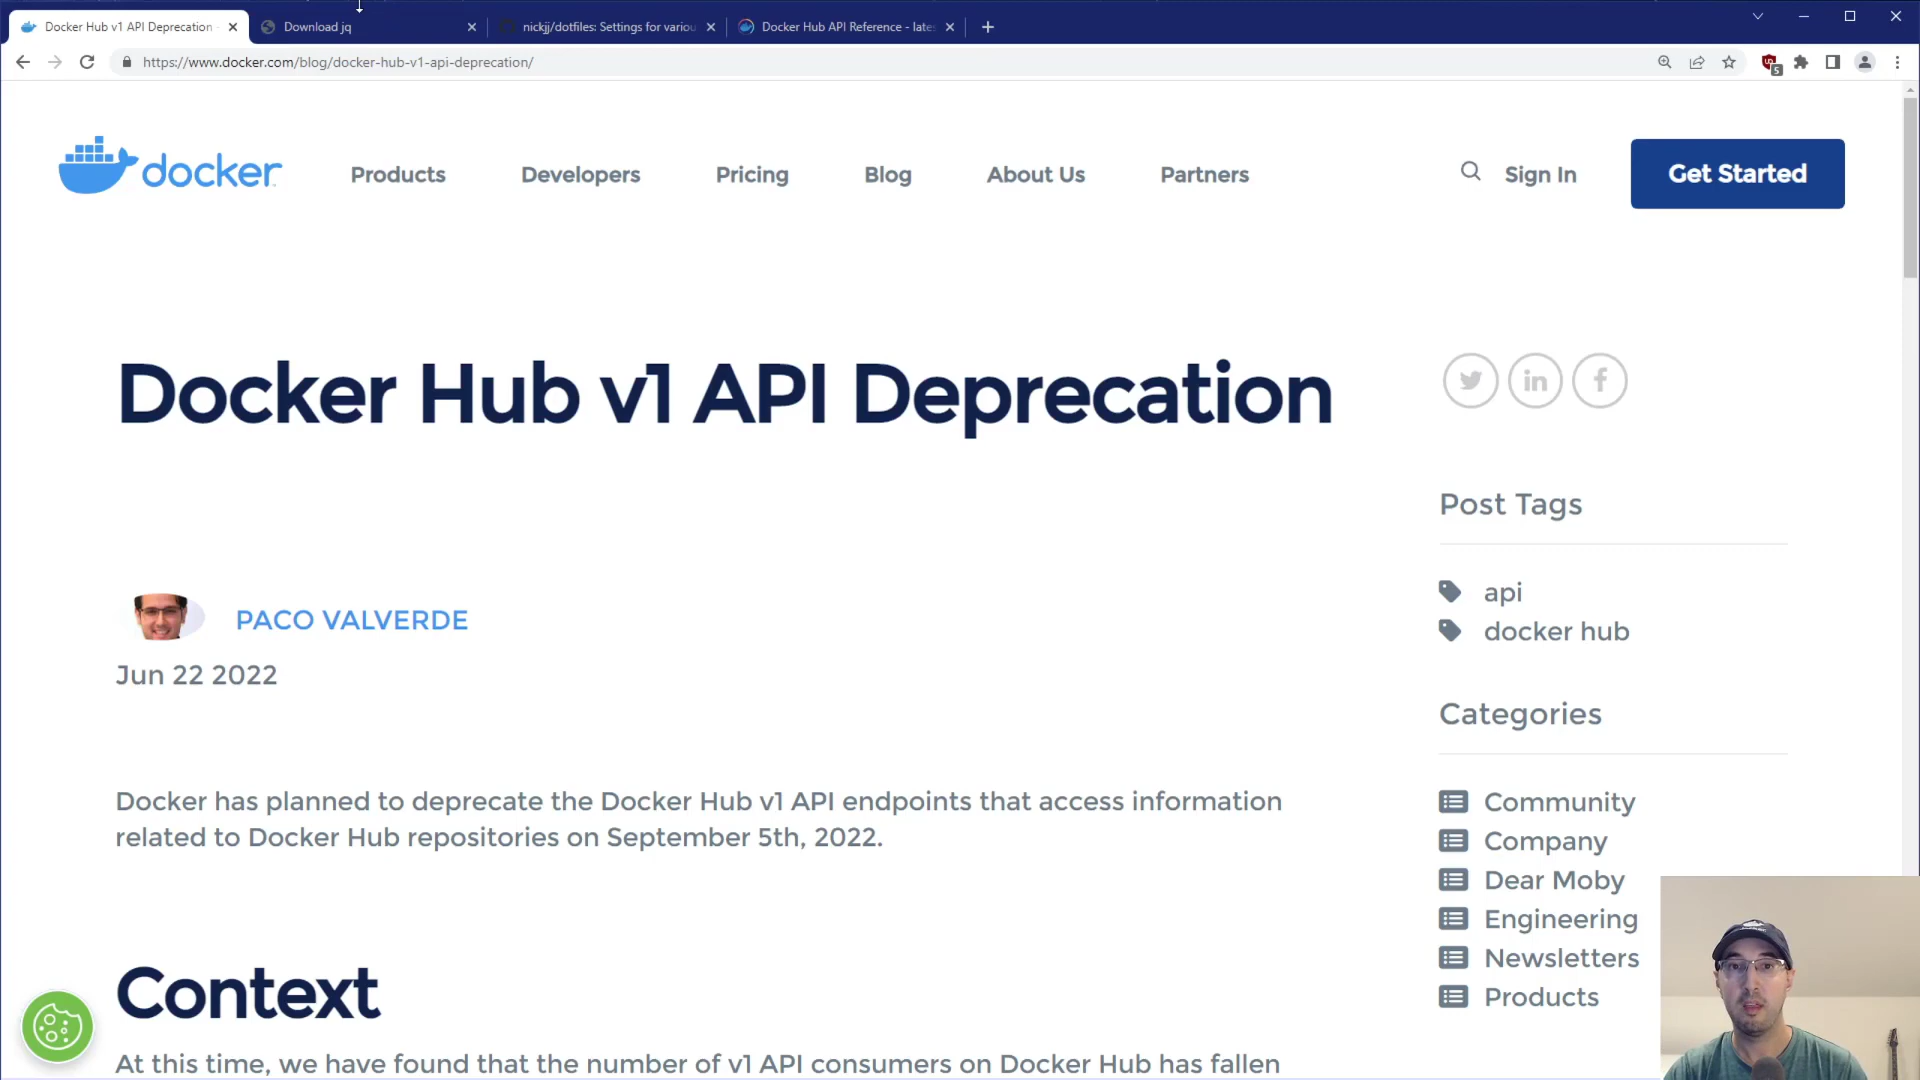 Docker Hub v1 API Deprecation -
Download jq
nickjj/dotfiles: Settings for variou
Docker Hub API Reference - lates
https://www.docker.com/blog/docker-hub-v1-api-deprecation/
5
docker
Products
Developers
Pricing
Blog
About Us
Partners
Sign In
Get Started
Docker Hub v1 API Deprecation
PACO VALVERDE
Jun 22 2022
Docker has planned to deprecate the Docker Hub v1 API endpoints that access information
related to Docker Hub repositories on September 5th, 2022.
Context
At this time, we have found that the number of v1 API consumers on Docker Hub has fallen
Post Tags
api
docker hub
Categories
Community
Company
Dear Moby
Engineering
Newsletters
Products